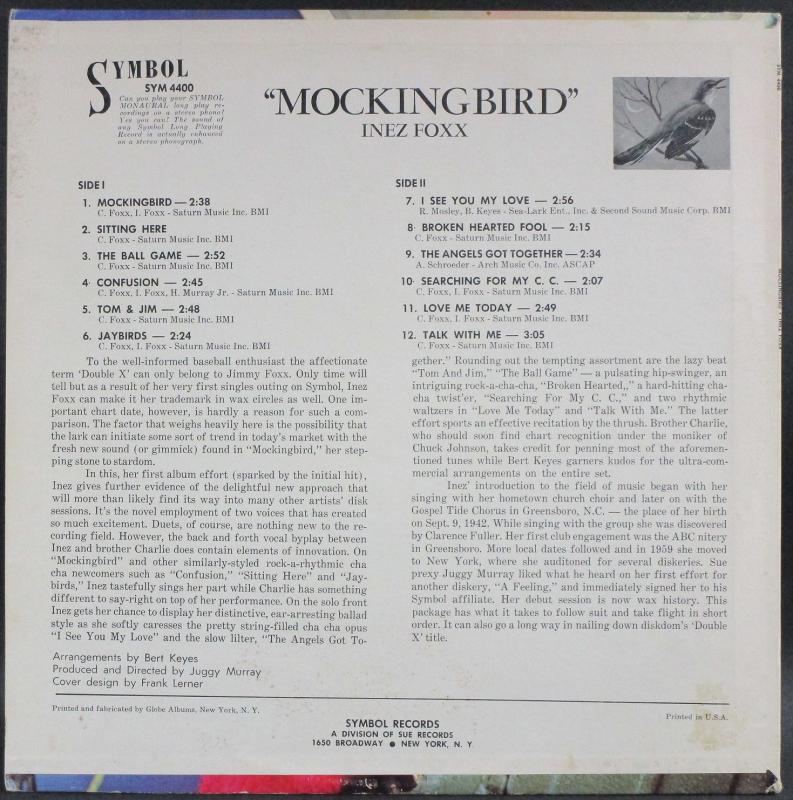 SYMBOL
SYM 4400
Can you play your SYMBOL
MONAURAL long play re-
cordings on a stereo phono?
Yes you can! The sound of
any Symbol Long Playing
Record is actually enhanced
on a stereo phonograph.
"MOCKINGBIRD"
INEZ FOXX
SIDE I
1. MOCKINGBIRD — 2:38
C. Foxx, I. Foxx - Saturn Music Inc. BMI
2. SITTING HERE
C. Foxx - Saturn Music Inc. BMI
3. THE BALL GAME — 2:52
C. Foxx - Saturn Music Inc. BMI
4. CONFUSION — 2:45
C. Foxx, I. Foxx, H. Murray Jr. - Saturn Music Inc. BMI
5. TOM & JIM — 2:48
C. Foxx - Saturn Music Inc. BMI
6. JAYBIRDS — 2:24
C. Foxx, I. Foxx - Saturn Music Inc. BMI
To the well-informed baseball enthusiast the affectionate
term 'Double X' can only belong to Jimmy Foxx. Only time will
tell but as a result of her very first singles outing on Symbol, Inez
Foxx can make it her trademark in wax circles as well. One im-
portant chart date, however, is hardly a reason for such a com-
parison. The factor that weighs heavily here is the possibility that
the lark can initiate some sort of trend in today's market with the
fresh new sound (or gimmick) found in "Mockingbird," her step-
ping stone to stardom.
In this, her first album effort (sparked by the initial hit),
Inez gives further evidence of the delightful new approach that
will more than likely find its way into many other artists' disk
sessions. It's the novel employment of two voices that has created
so much excitement. Duets, of course, are nothing new to the re-
cording field. However, the back and forth vocal byplay between
Inez and brother Charlie does contain elements of innovation. On
"Mockingbird" and other similarly-styled rock-a-rhythmic cha
cha newcomers such as "Confusion," "Sitting Here" and "Jay-
birds," Inez tastefully sings her part while Charlie has something
different to say-right on top of her performance. On the solo front
Inez gets her chance to display her distinctive, ear-arresting ballad
style as she softly caresses the pretty string-filled cha cha opus
"I See You My Love" and the slow lilter, "The Angels Got To-
Arrangements by Bert Keyes
Produced and Directed by Juggy Murray
Cover design by Frank Lerner
SIDE II
7. I SEE YOU MY LOVE — 2:56
R. Mosley, B. Keyes - Sea-Lark Ent., Inc. & Second Sound Music Corp. BMI
8. BROKEN HEARTED FOOL — 2:15
C. Foxx - Saturn Music Inc. BMI
9. THE ANGELS GOT TOGETHER — 2:34
A. Schroeder - Arch Music Co. Inc. ASCAP
10. SEARCHING FOR MY C. C. — 2:07
C. Foxx, I. Foxx - Saturn Music Inc. BMI
11. LOVE ME TODAY — 2:49
C. Foxx, I. Foxx - Saturn Music Inc. BMI
12. TALK WITH ME — 3:05
C. Foxx - Saturn Music Inc. BMI
gether." Rounding out the tempting assortment are the lazy beat
"Tom And Jim," "The Ball Game" — a pulsating hip-swinger, an
intriguing rock-a-cha-cha, "Broken Hearted,," a hard-hitting cha-
cha twist'er, "Searching For My C. C.," and two rhythmic
waltzers in "Love Me Today" and "Talk With Me." The latter
effort sports an effective recitation by the thrush. Brother Charlie,
who should soon find chart recognition under the moniker of
Chuck Johnson, takes credit for penning most of the aforemen-
tioned tunes while Bert Keyes garners kudos for the ultra-com-
mercial arrangements on the entire set.
Inez' introduction to the field of music began with her
singing with her hometown church choir and later on with the
Gospel Tide Chorus in Greensboro, N.C. — the place of her birth
on Sept. 9, 1942. While singing with the group she was discovered
by Clarence Fuller. Her first club engagement was the ABC nitery
in Greensboro. More local dates followed and in 1959 she moved
to New York, where she auditoned for several diskeries. Sue
prexy Juggy Murray liked what he heard on her first effort for
another diskery, "A Feeling," and immediately signed her to his
Symbol affiliate. Her debut session is now wax history. This
package has what it takes to follow suit and take flight in short
order. It can also go a long way in nailing down diskdom's 'Double
X' title.
Printed and fabricated by Globe Albums, New York, N. Y.
SYMBOL RECORDS
A DIVISION OF SUE RECORDS
1650 BROADWAY ● NEW YORK, N. Y.
Printed in U.S.A.
SYM 4400
MOCKINGBIRD • INEZ FOXX